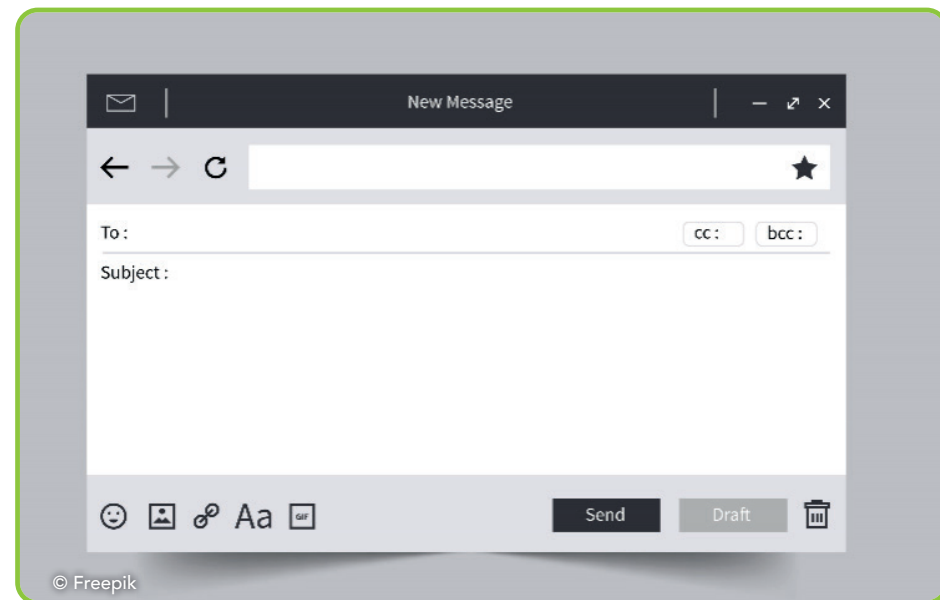 New Message
To :
cc :
bcc :
Subject :
Aa
GIF
Send
Draft
© Freepik